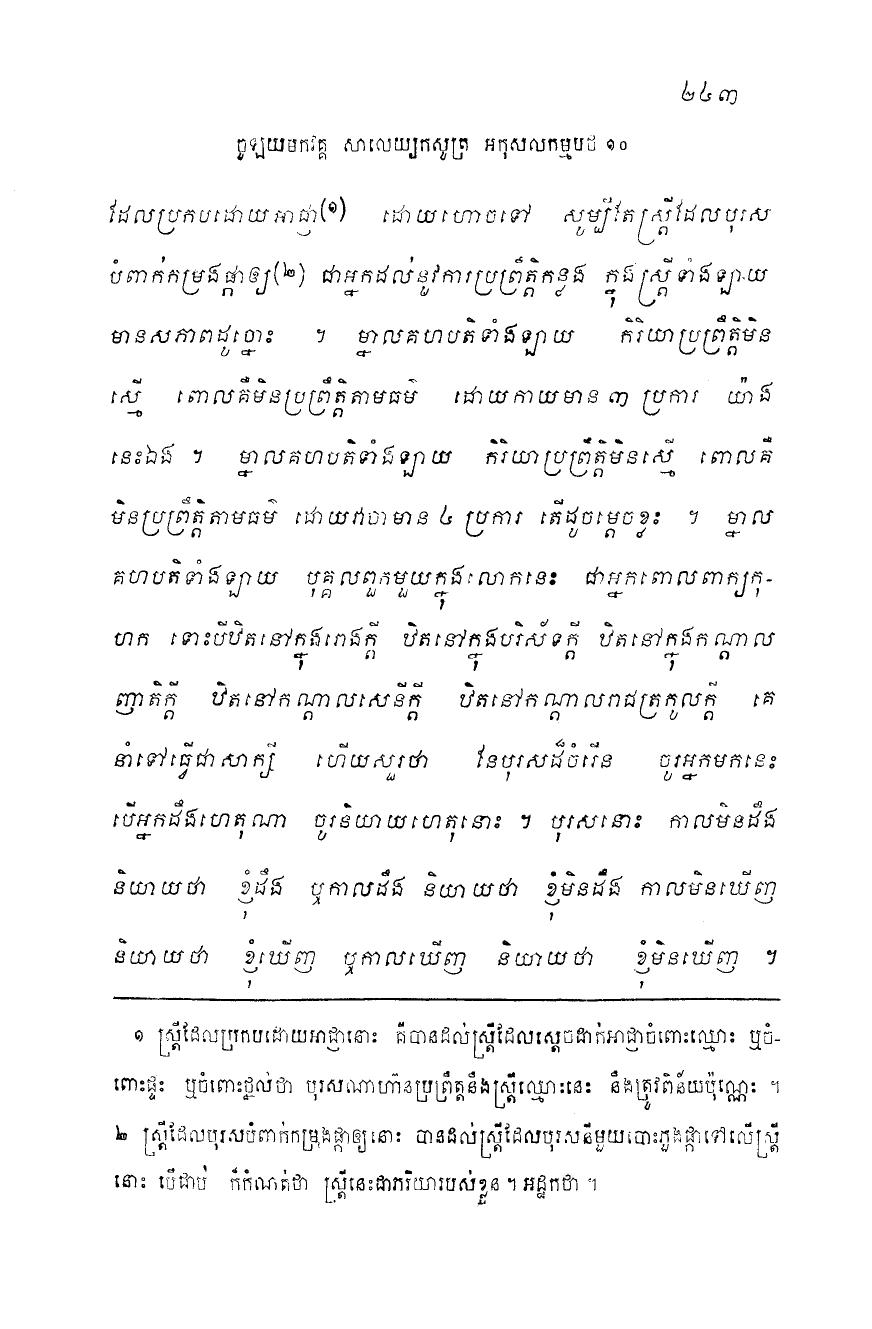 ២៤៣
ចូឡយមកវគ្គ សាលេយ្យកសូត្រ អកុសលកម្មបថ ១០
ដែលប្រកបដោយអាជ្ញា(១) ដោយហោចទៅ សូម្បីតែស្ត្រីដែលបុរស
បំពាក់កម្រងផ្កាឲ្យ(២) ជាអ្នកដល់នូវការប្រព្រឹត្តិកន្លង ក្នុងស្ត្រីទាំងឡាយ
មានសភាពដូច្នោះ ។ ម្នាលគហបតិទាំងឡាយ កិរិយាប្រព្រឹត្តិមិន
ស្មើ ពោលគឺមិនប្រព្រឹត្តិតាមធម៌ ដោយកាយមាន ៣ ប្រការ យ៉ាង
នេះឯង ។ ម្នាលគហបតិទាំងឡាយ កិរិយាប្រព្រឹត្តិមិនស្មើ ពោលគឺ
មិនប្រព្រឹត្តិតាមធម៌ ដោយវាចាមាន ៤ ប្រការ តើដូចម្តេចខ្លះ ។ ម្នាល
គហបតិទាំងឡាយ បុគ្គលពួកមួយក្នុងលោកនេះ ជាអ្នកពោលពាក្យកុ-
ហក ទោះបីឋិតនៅក្នុងរោងក្តី ឋិតនៅក្នុងបរិស័ទក្តី ឋិតនៅក្នុងកណ្តាល
ញាតិក្តី ឋិតនៅកណ្តាលសេនីក្តី ឋិតនៅកណ្តាលរាជត្រកូលក្តី គេ
នាំទៅធ្វើជាសាក្សី ហើយសួរថា នែបុរសដ៏ចំរើន ចូរអ្នកមកនេះ
បើអ្នកដឹងហេតុណា ចូរនិយាយហេតុនោះ ។ បុរសនោះ កាលមិនដឹង
និយាយថា ខ្ញុំដឹង ឬកាលដឹង និយាយថា ខ្ញុំមិនដឹង កាលមិនឃើញ
និយាយថា ខ្ញុំឃើញ ឬកាលឃើញ និយាយថា ខ្ញុំមិនឃើញ ។
១ ស្ត្រីដែលប្រកបដោយអាជ្ញានោះ គឺបានដល់ស្ត្រីដែលស្តេចដាក់អាជ្ញាចំពោះឈ្មោះ ឬចំ-
ពោះផ្ទះ ឬចំពោះផ្ទល់ថា បុរសណាហ៊ានប្រព្រឹត្តនឹងស្ត្រីឈ្មោះនេះ នឹងត្រូវពិន័យប៉ុណ្ណេះ ។
២ ស្ត្រីដែលបុរសបំពាក់កម្រងផ្កាឲ្យនោះ បានដល់ស្ត្រីដែលបុរសនីមួយបោះភួងផ្កាទៅលើស្ត្រី
នោះ បើជាប់ ក៏កំណត់ថា ស្ត្រីនេះជាភរិយារបស់ខ្លួន ។ អដ្ឋកថា ។